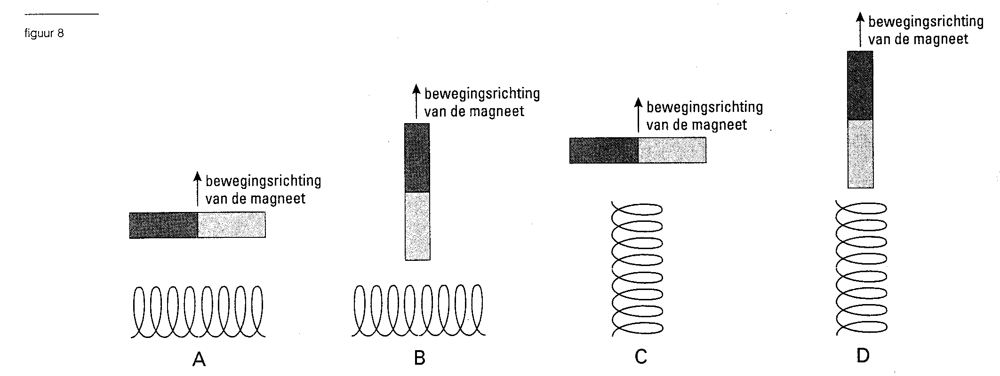 figuur 8
bewegingsrichting
van de magneet
A
bewegingsrichting
van de magneet
B
bewegingsrichting
van de magneet
C
bewegingsrichting
van de magneet
D